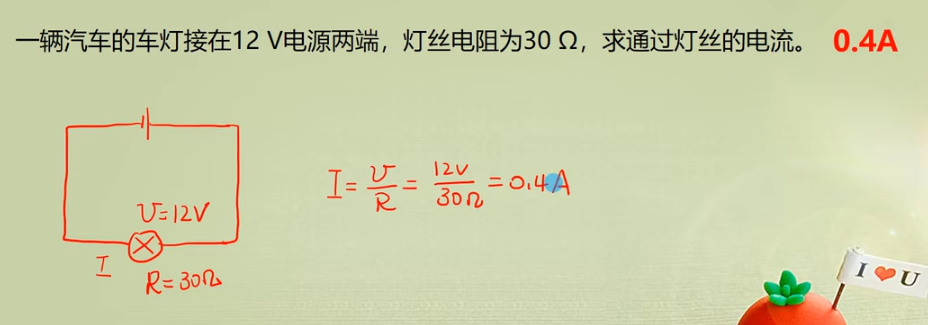 一辆汽车的车灯接在12 V电源两端，灯丝电阻为30 Ω，求通过灯丝的电流。 0.4A
I = U/R = 12V/30Ω = 0.4A
U=12V
I
R=30Ω
I ❤ U